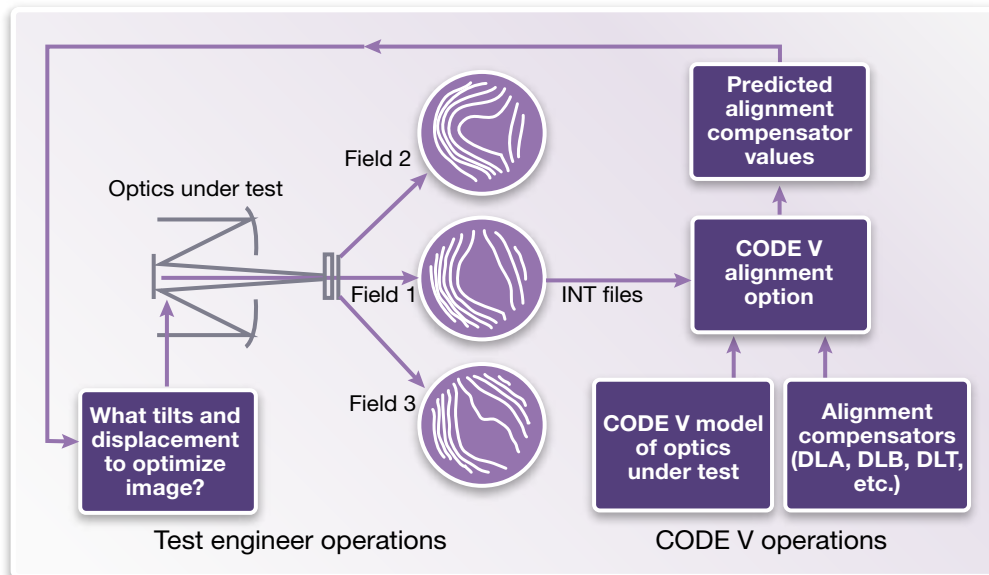 Optics under test
Field 2
Field 1
Field 3
INT files
What tilts and
displacement
to optimize
image?
Test engineer operations
Predicted
alignment
compensator
values
CODE V
alignment
option
CODE V model
of optics
under test
Alignment
compensators
(DLA, DLB, DLT,
etc.)
CODE V operations